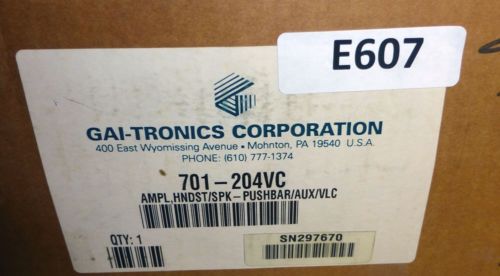 E607
GAI-TRONICS CORPORATION
400 East Wyomissing Avenue • Mohnton, PA 19540 U.S.A.
PHONE: (610) 777-1374
701-204VC
AMPL,HNDST/SPK-PUSHBAR/AUX/VLC
QTY: 1
SN297670